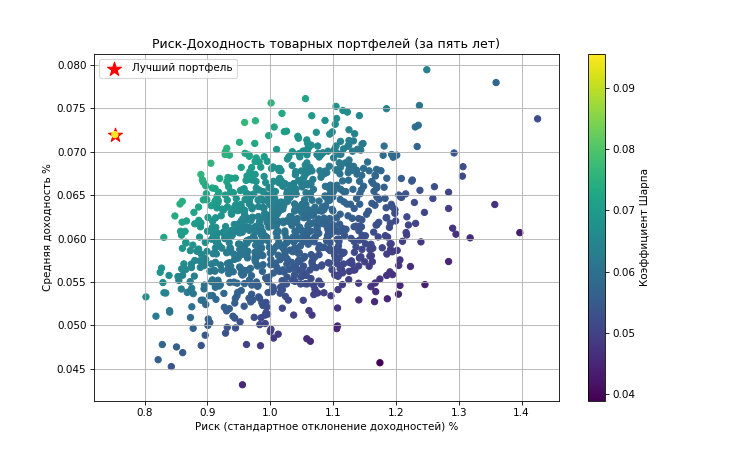 Риск-Доходность товарных портфелей (за пять лет)
Лучший портфель
Средняя доходность %
0.080
0.075
0.070
0.065
0.060
0.055
0.050
0.045
0.8 0.9 1.0 1.1 1.2 1.3 1.4
Риск (стандартное отклонение доходностей) %
0.09
0.08
0.07
0.06
0.05
0.04
Коэффициент Шарпа